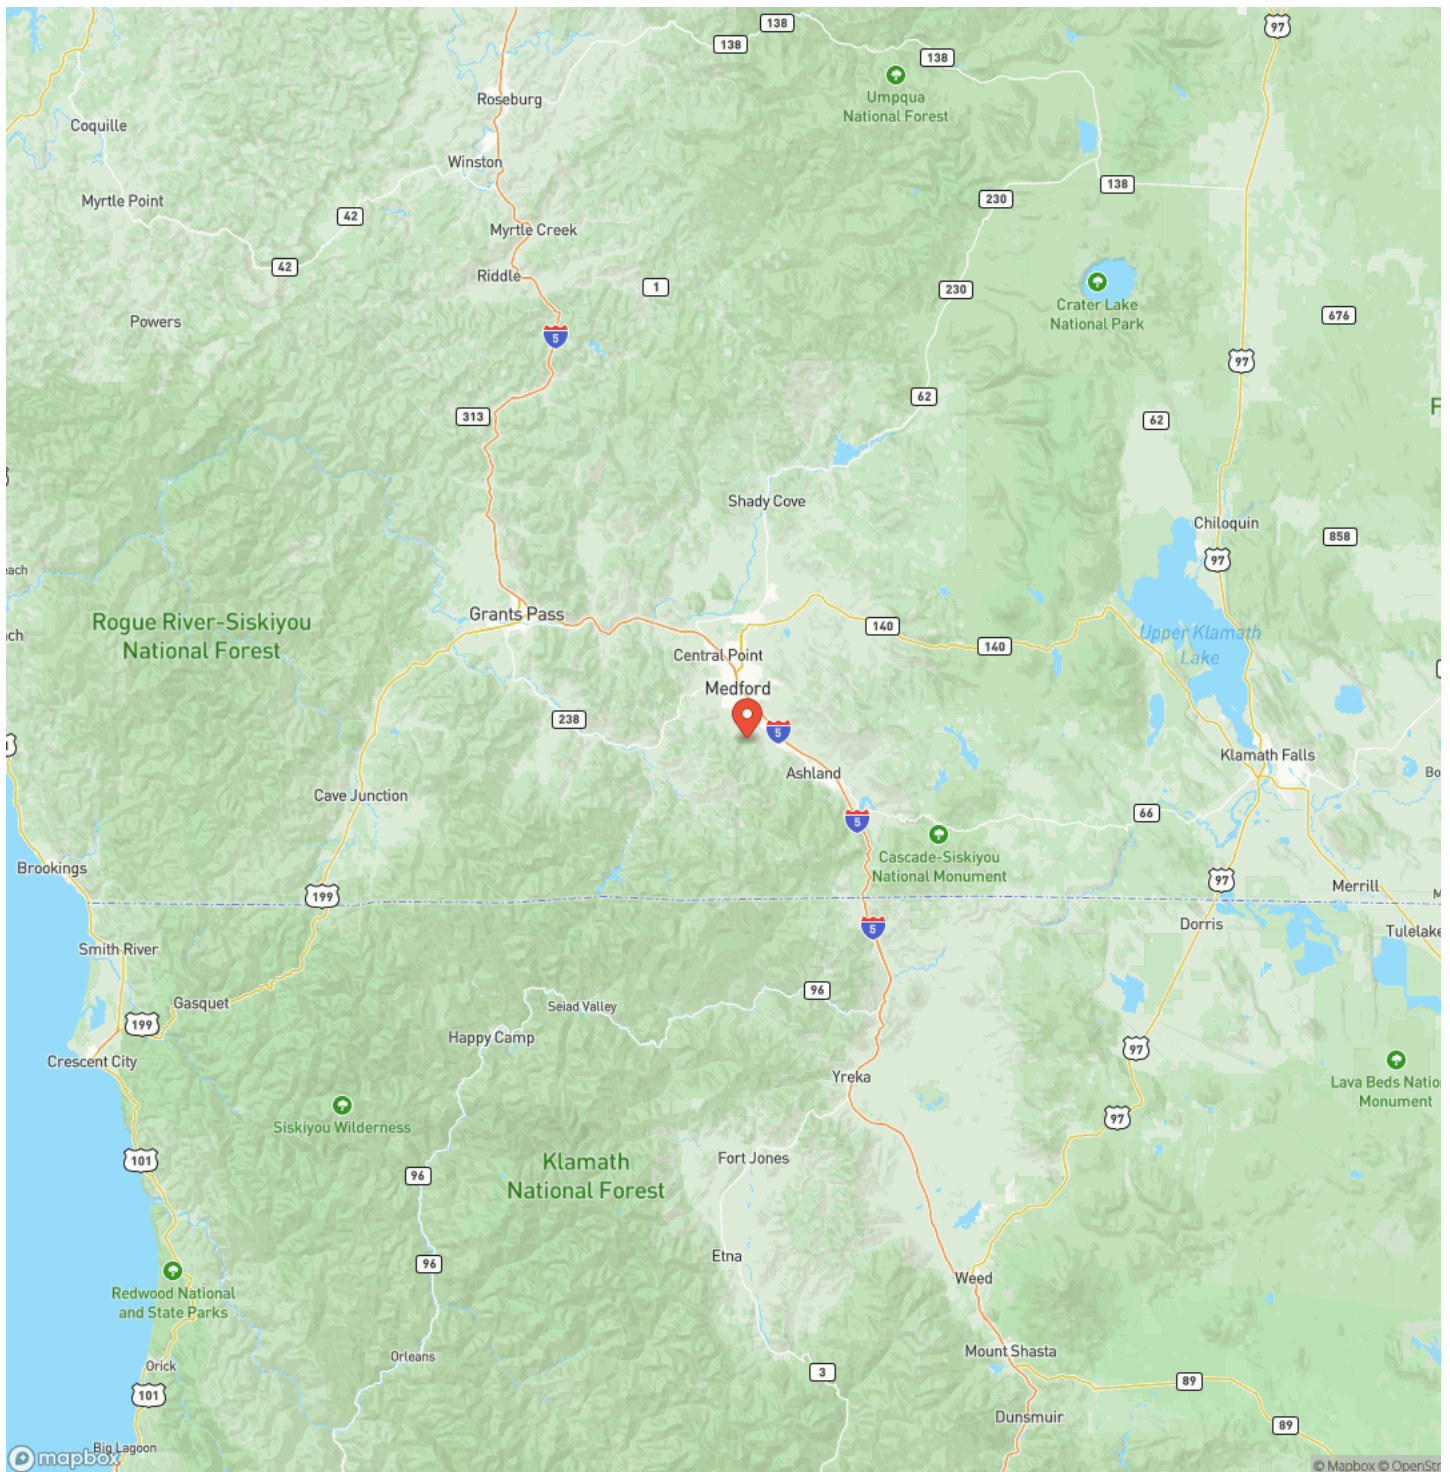 138
97
138
138
Umpqua
National Forest
Roseburg
Coquille
Winston
138
230
Myrtle Point
42
Myrtle Creek
42
Riddle
1
230
Crater Lake
National Park
676
Powers
5
97
62
313
62
Shady Cove
Chiloquin
858
97
Grants Pass
Rogue River-Siskiyou
National Forest
140
140
Upper Klamath
Lake
Central Point
Medford
238
5
Klamath Falls
Ashland
Cave Junction
66
5
Cascade-Siskiyou
National Monument
Brookings
97
Merrill
199
Dorris
5
Tulelake
Smith River
96
Gasquet
Seiad Valley
199
Happy Camp
97
Crescent City
Yreka
Lava Beds Natio
Monument
Siskiyou Wilderness
97
101
Fort Jones
Klamath
National Forest
96
Etna
96
Weed
Redwood National
and State Parks
Mount Shasta
Orleans
Orick
3
89
101
Dunsmuir
89
Big Lagoon
mapbox
© Mapbox © OpenStr